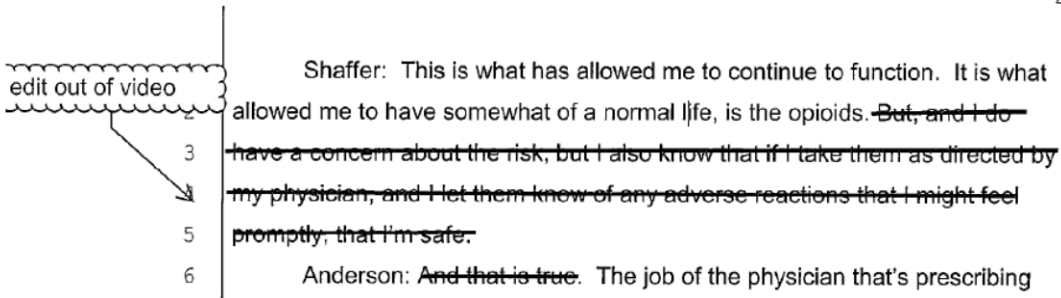 Shaffer: This is what has allowed me to continue to function. It is what
edit out of video
allowed me to have somewhat of a normal life, is the opioids. But, and I do
3 have a concern about the risk, but I also know that if I take them as directed by
my physician, and I let them know of any adverse reactions that I might feel
5 promptly, that I'm safe.
6 Anderson: And that is true. The job of the physician that's prescribing